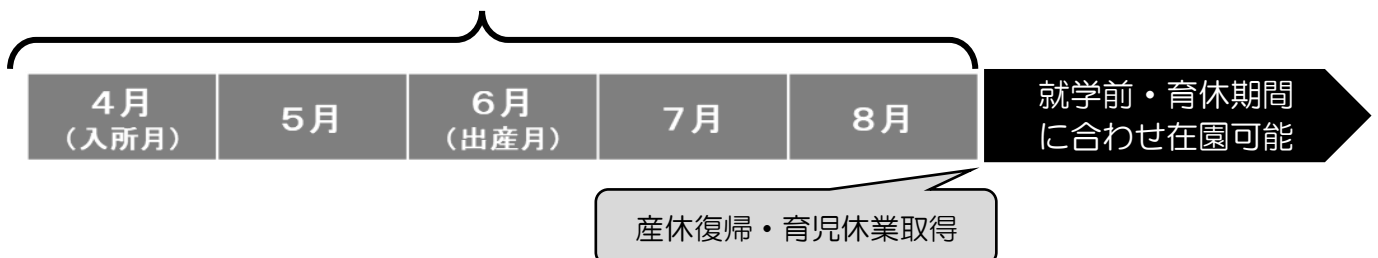 4月
(入所月)
5月
6月
(出産月)
7月
8月
就学前・育休期間
に合わせ在園可能
産休復帰・育児休業取得